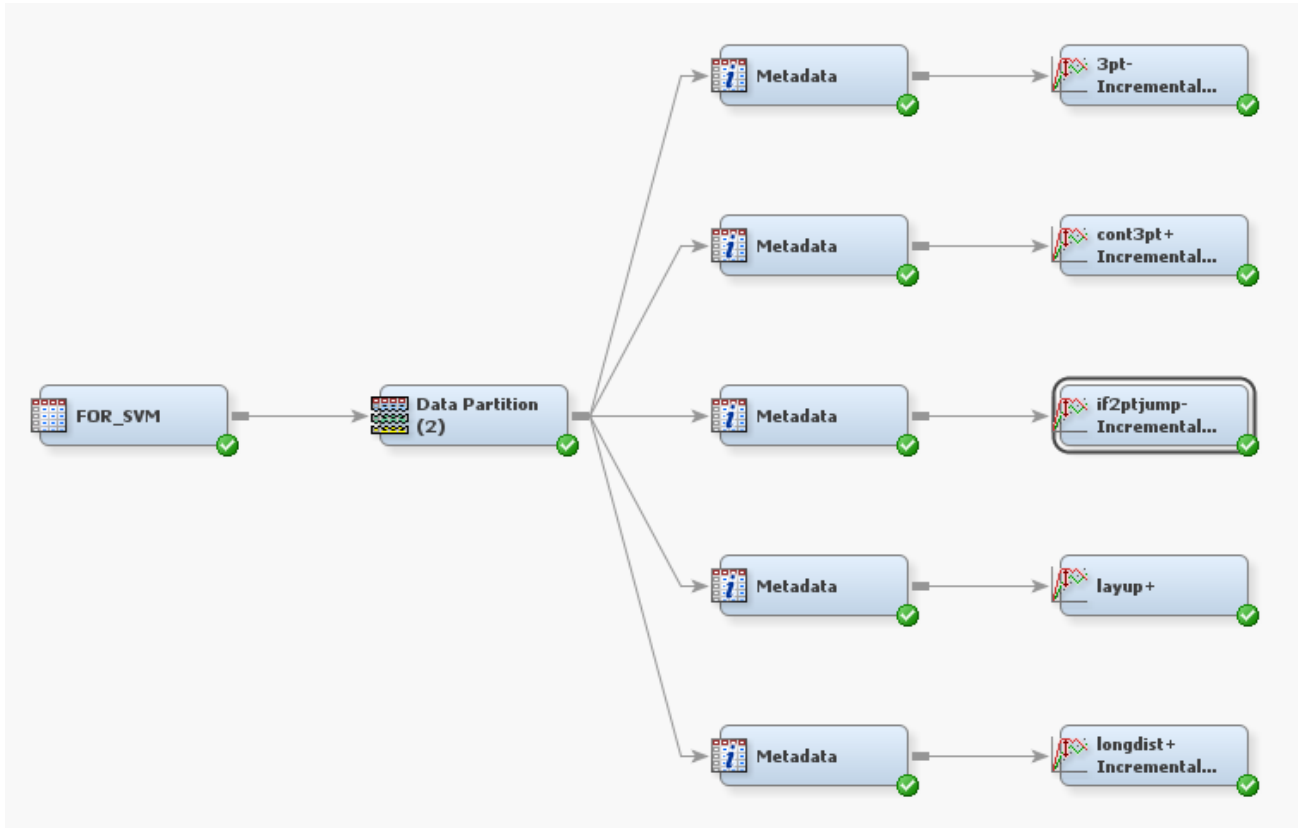 Metadata
3pt-
Incremental...
Metadata
cont3pt+
Incremental...
FOR_SVM
Data Partition
(2)
Metadata
if2ptjump-
Incremental...
Metadata
layup+
Metadata
longdist+
Incremental...